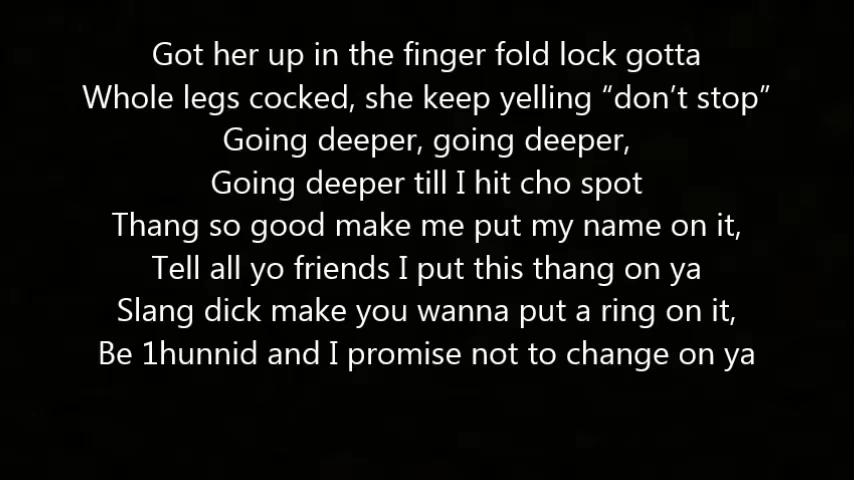 Got her up in the finger fold lock gotta
Whole legs cocked, she keep yelling “don’t stop”
Going deeper, going deeper,
Going deeper till I hit cho spot
Thang so good make me put my name on it,
Tell all yo friends I put this thang on ya
Slang dick make you wanna put a ring on it,
Be 1hunnid and I promise not to change on ya